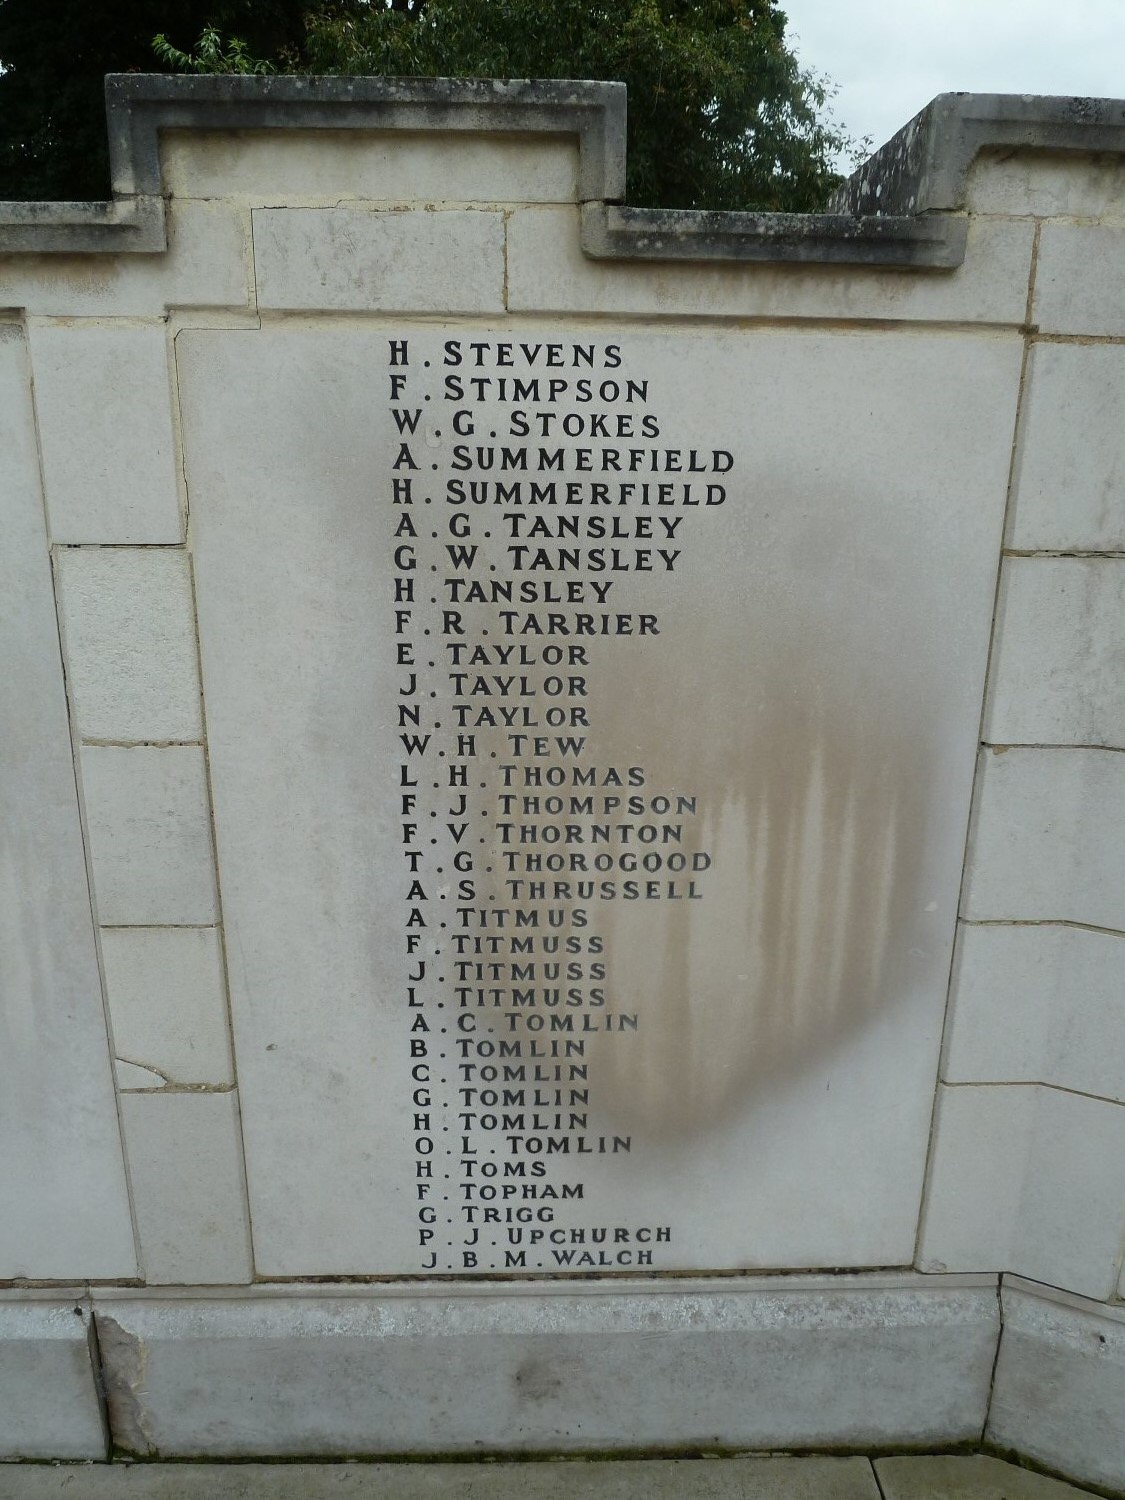 H. STEVENS
F. STIMPSON
W. G. STOKES
A. SUMMERFIELD
H. SUMMERFIELD
A. G. TANSLEY
G. W. TANSLEY
H. TANSLEY
F. R. TARRIER
E. TAYLOR
J. TAYLOR
N. TAYLOR
W. H. TEW
L. H. THOMAS
F. J. THOMPSON
F. V. THORNTON
T. G. THOROGOOD
A. S. THRUSSELL
A. TITMUS
F. TITMUSS
J. TITMUSS
L. TITMUSS
A. C. TOMLIN
B. TOMLIN
C. TOMLIN
G. TOMLIN
H. TOMLIN
O. L. TOMLIN
H. TOMS
F. TOPHAM
G. TRIGG
P. J. UPCHURCH
J. B. M. WALCH